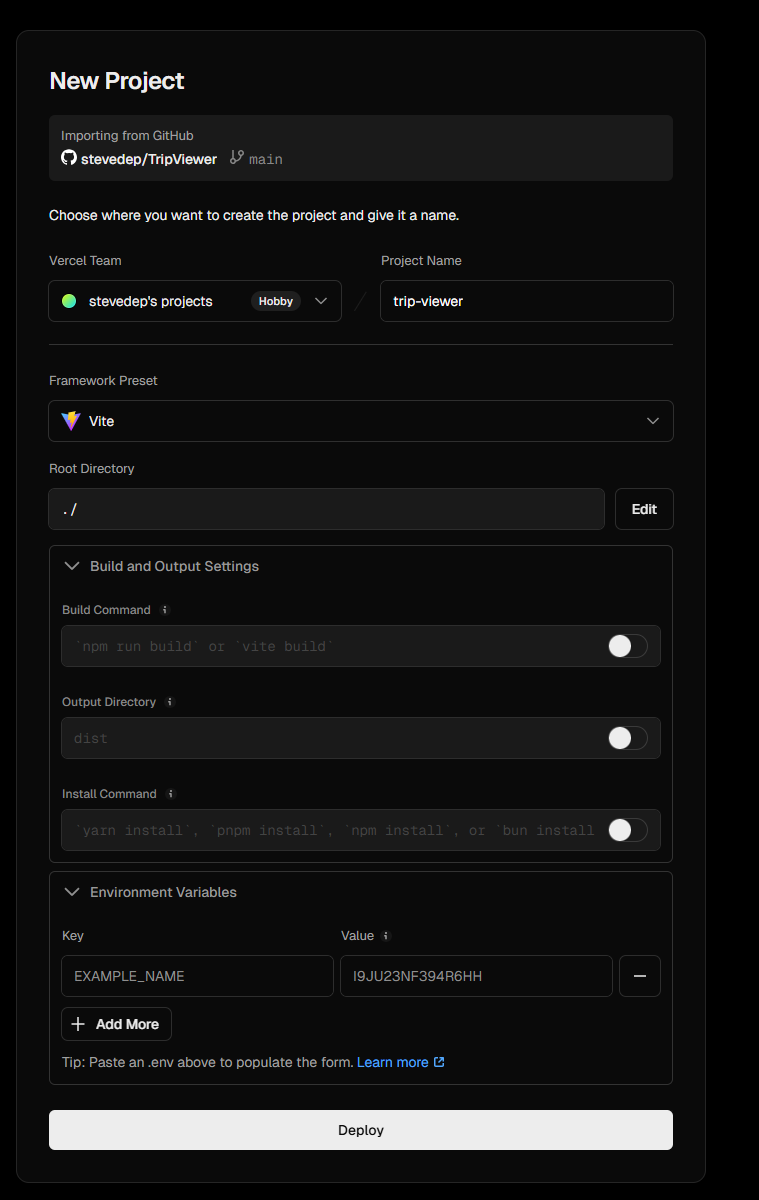 New Project
Importing from GitHub
stevedep/TripViewer main
Choose where you want to create the project and give it a name.
Vercel Team
Project Name
stevedep's projects Hobby
/
trip-viewer
Framework Preset
Vite
Root Directory
./
Edit
Build and Output Settings
Build Command
`npm run build` or `vite build`
Output Directory
dist
Install Command
`yarn install`, `pnpm install`, `npm install`, or `bun install
Environment Variables
Key
Value
EXAMPLE_NAME
I9JU23NF394R6HH
Add More
Tip: Paste an .env above to populate the form. Learn more
Deploy